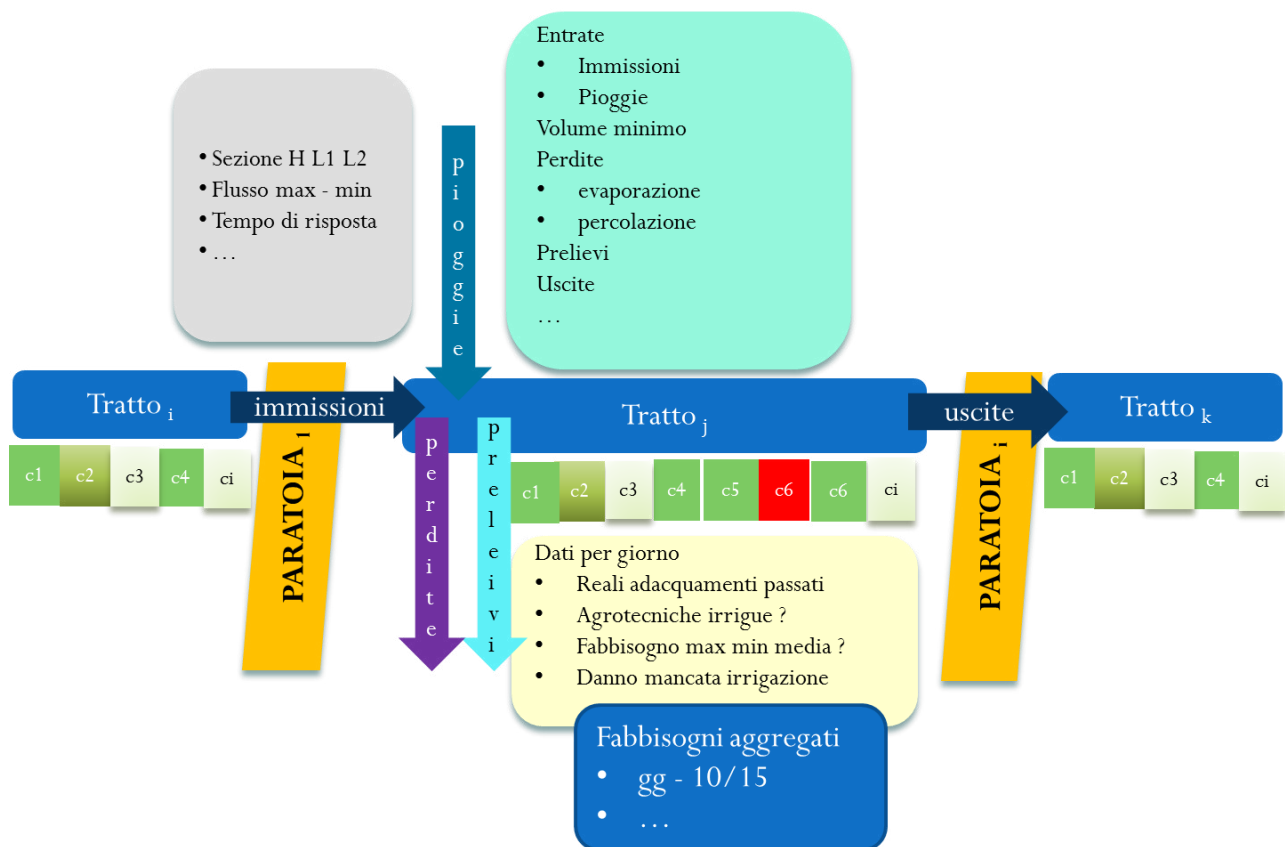 Entrate
• Immissioni
• Pioggie
Volume minimo
Perdite
• evaporazione
• percolazione
Prelievi
Uscite
…
• Sezione H L1 L2
• Flusso max - min
• Tempo di risposta
• …
pioggie
Tratto i
immissioni
Tratto j
uscite
Tratto k
PARATOIA 1
perdite
prelievi
PARATOIA i
c1 c2 c3 c4 ci
c1 c2 c3 c4 c5 c6 c6 ci
c1 c2 c3 c4 ci
Dati per giorno
• Reali adacquamenti passati
• Agrotecniche irrigue ?
• Fabbisogno max min media ?
• Danno mancata irrigazione
Fabbisogni aggregati
• gg - 10/15
• …